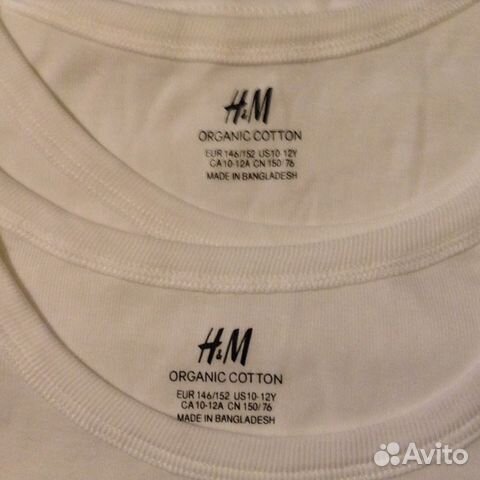 H&M
ORGANIC COTTON
EUR 146/152 US10-12Y
CA10-12A CN 150/76
MADE IN BANGLADESH
H&M
ORGANIC COTTON
EUR 146/152 US10-12Y
CA10-12A CN 150/76
MADE IN BANGLADESH
Avito